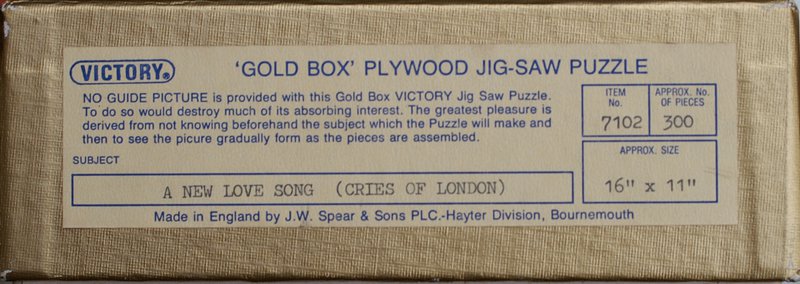 VICTORY®
'GOLD BOX' PLYWOOD JIG-SAW PUZZLE
NO GUIDE PICTURE is provided with this Gold Box VICTORY Jig Saw Puzzle.
To do so would destroy much of its absorbing interest. The greatest pleasure is
derived from not knowing beforehand the subject which the Puzzle will make and
then to see the picure gradually form as the pieces are assembled.
SUBJECT
A NEW LOVE SONG (CRIES OF LONDON)
ITEM No.
7102
APPROX. No. OF PIECES
300
APPROX. SIZE
16" x 11"
Made in England by J.W. Spear & Sons PLC.-Hayter Division, Bournemouth